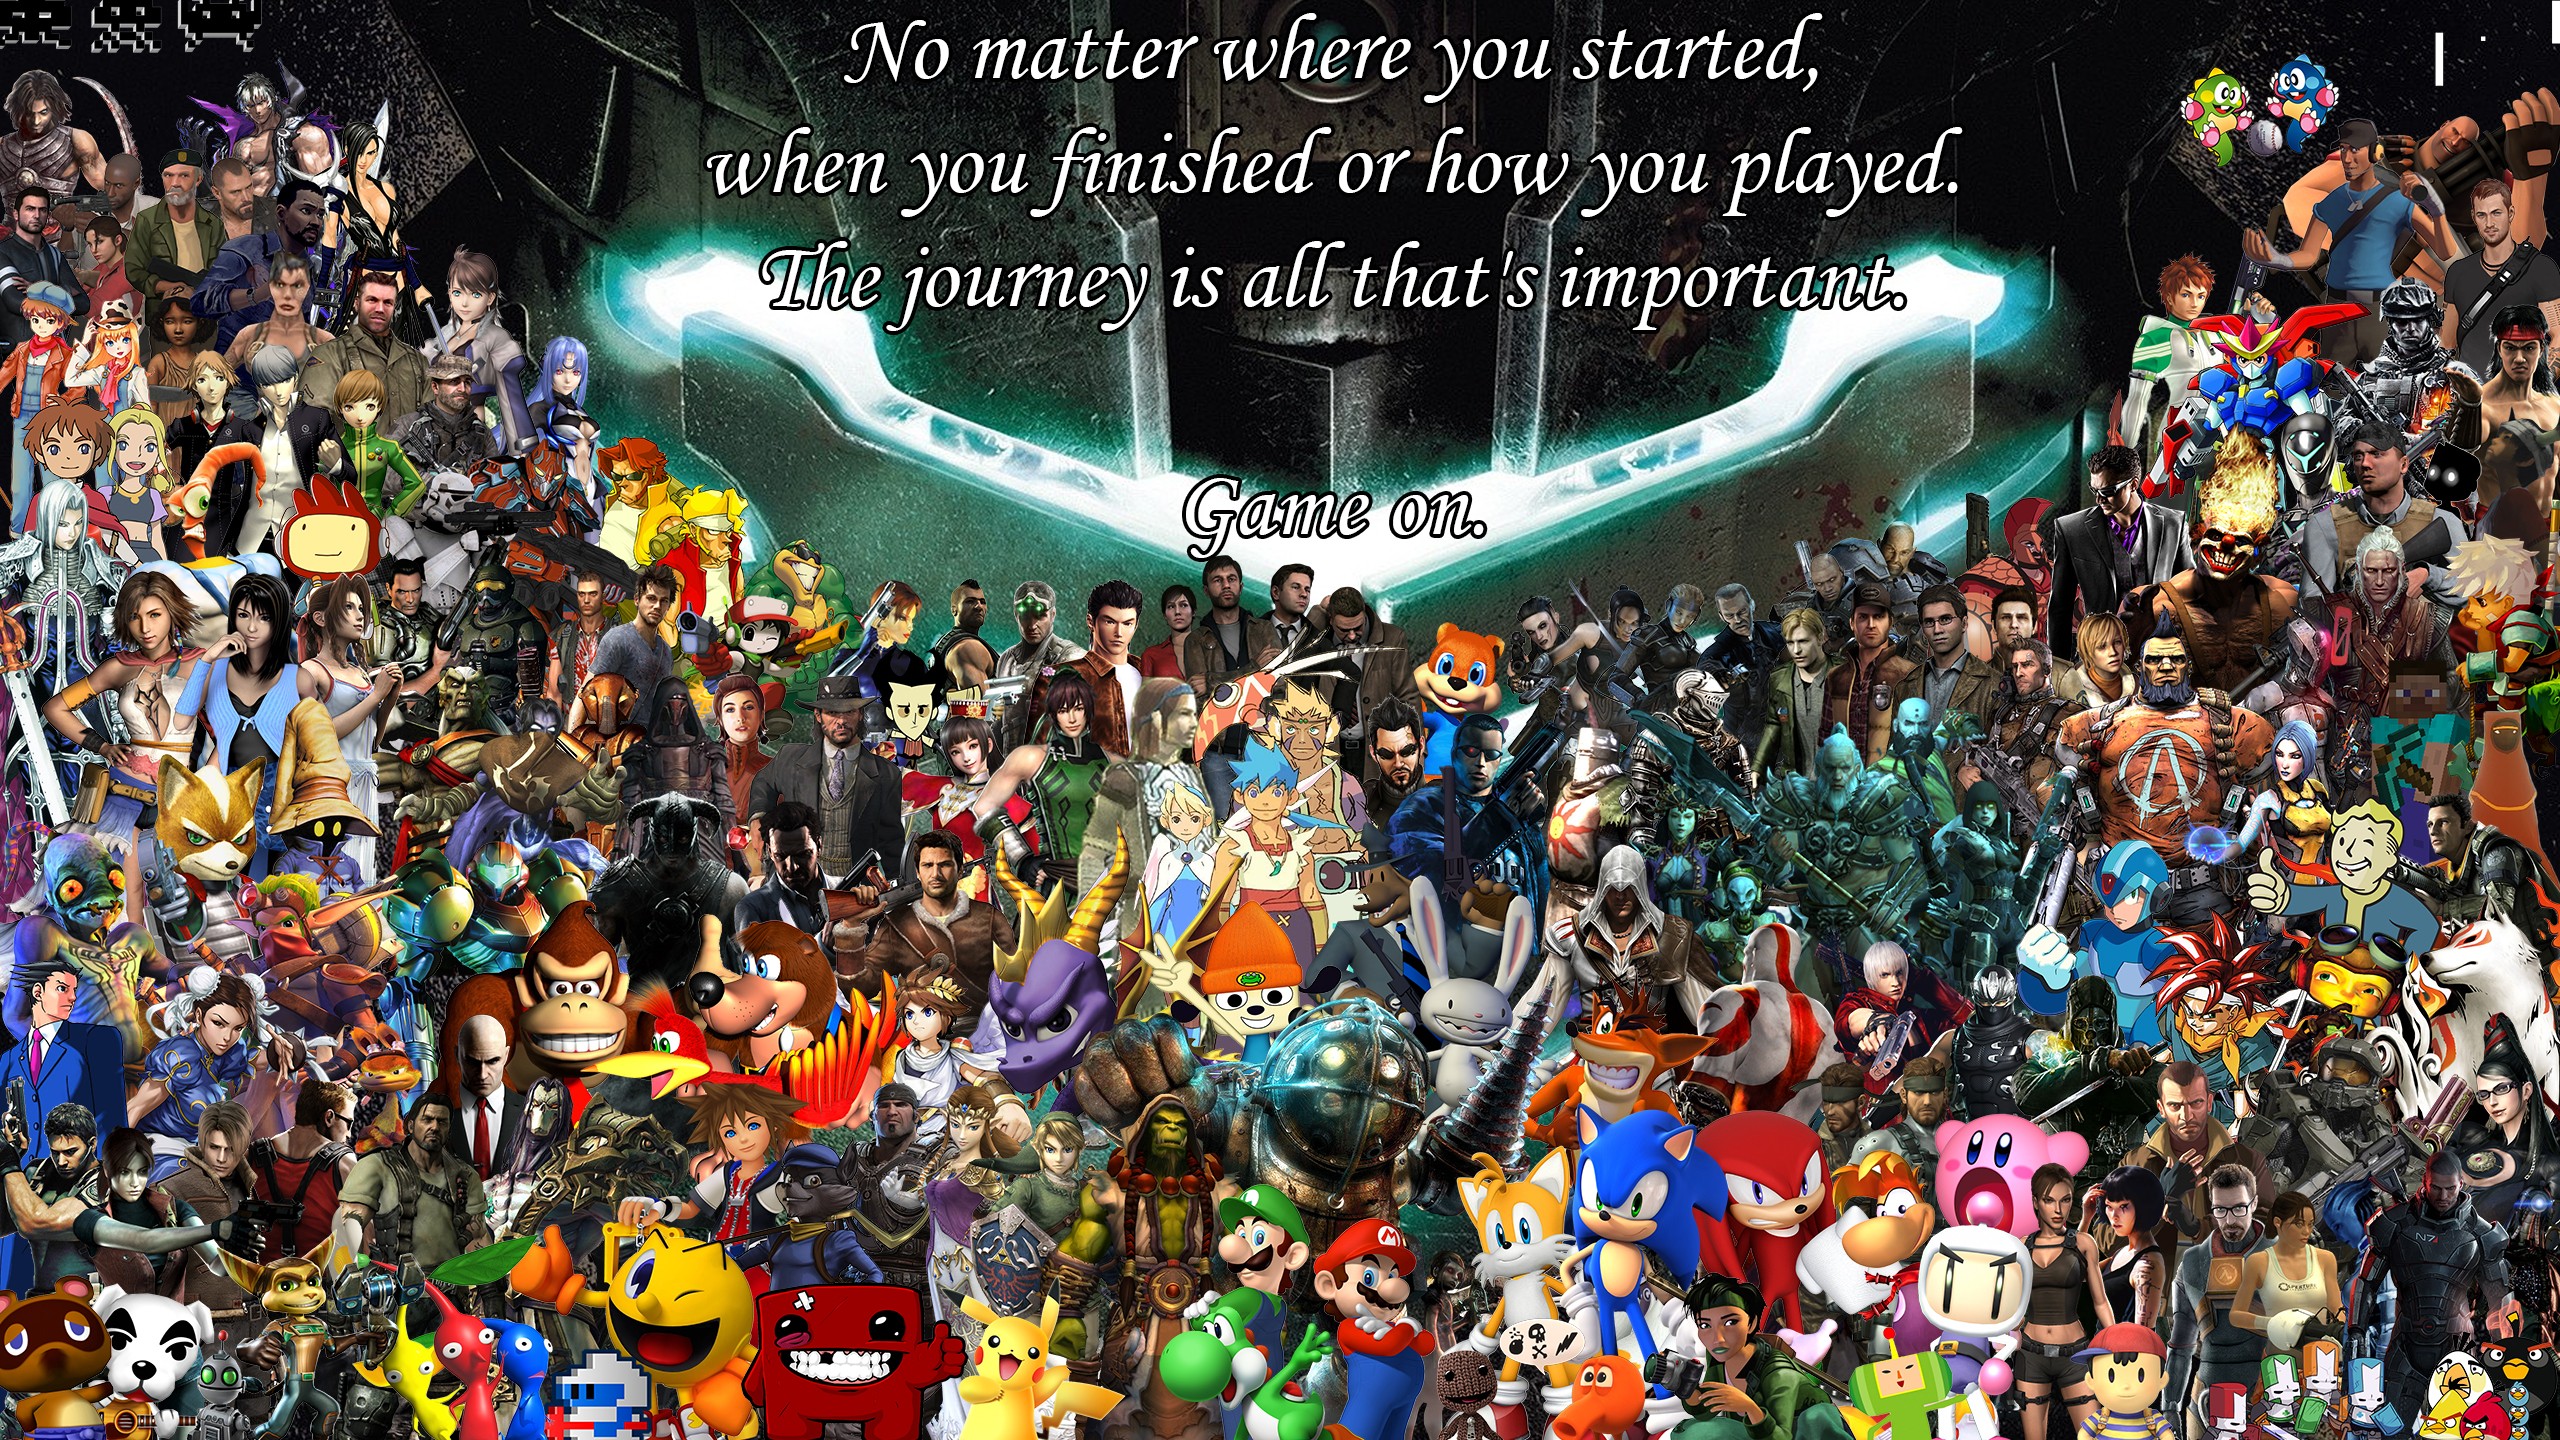 No matter where you started,
when you finished or how you played.
The journey is all that's important.
Game on.
N7